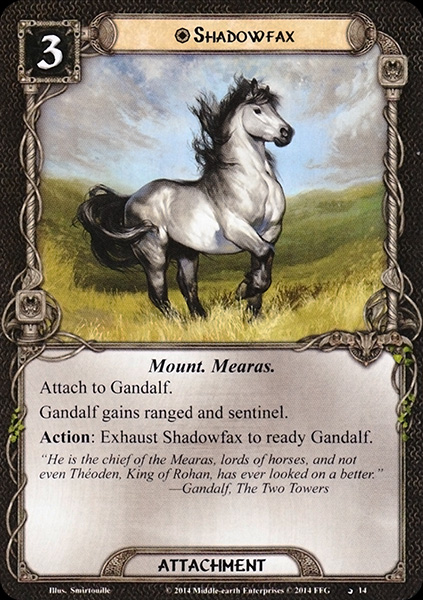 3
Shadowfax
Mount. Mearas.
Attach to Gandalf.
Gandalf gains ranged and sentinel.
Action: Exhaust Shadowfax to ready Gandalf.
“He is the chief of the Mearas, lords of horses, and not
even Théoden, King of Rohan, has ever looked on a better.”
—Gandalf, The Two Towers
ATTACHMENT
Illus. Smirtouille © 2014 Middle-earth Enterprises © 2014 FFG 14